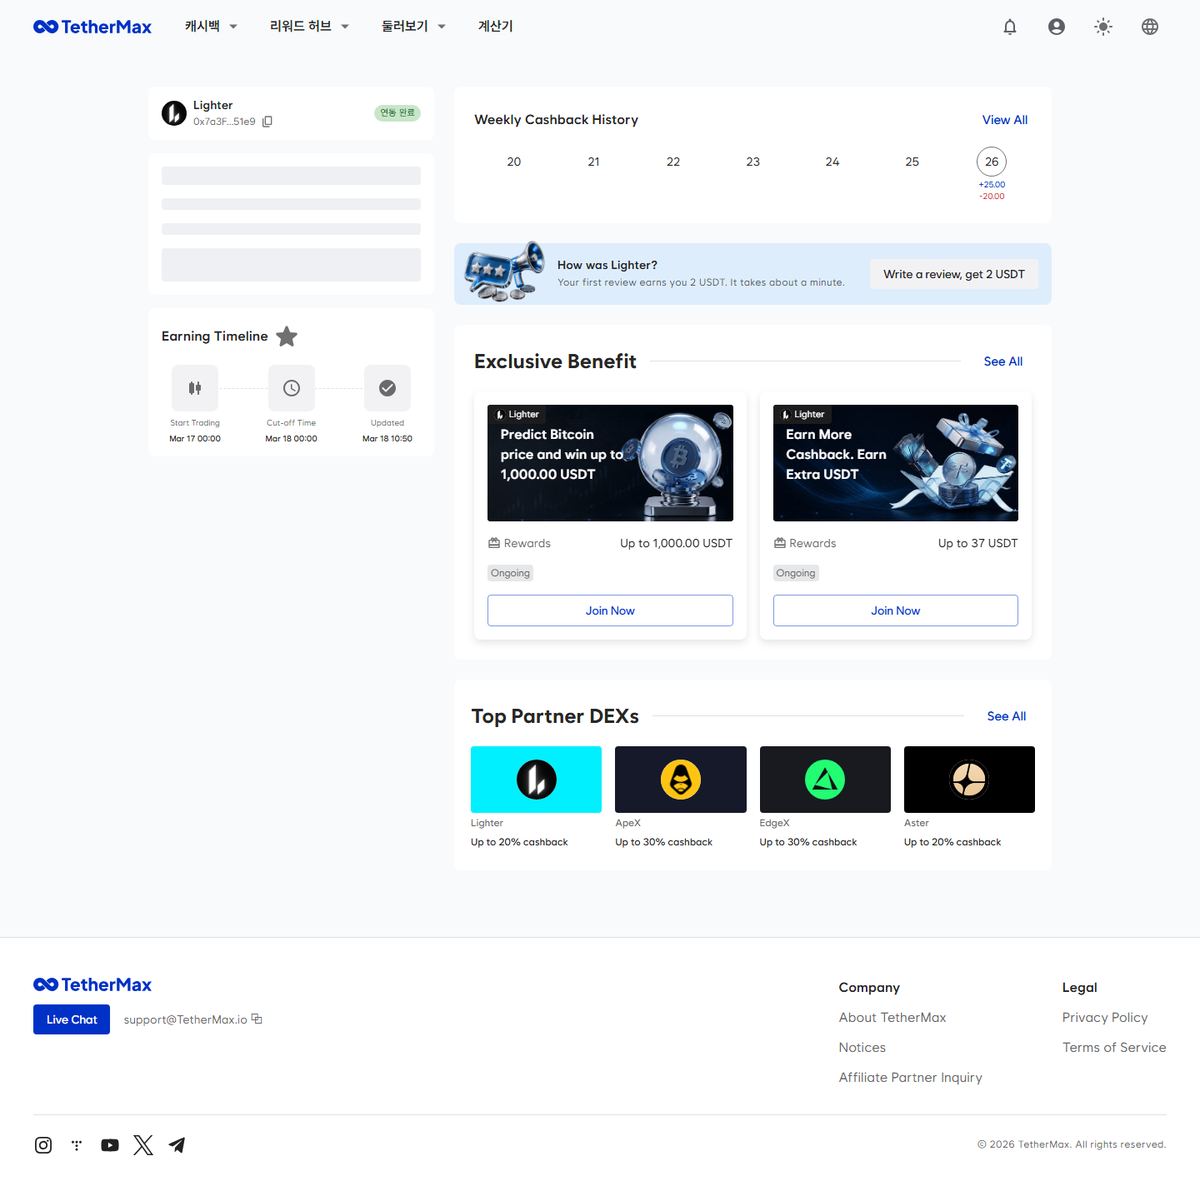 TetherMax
캐시백
리워드 허브
둘러보기
계산기
Lighter
0x7a3F...51e9
연동 완료
Earning Timeline
Start Trading
Mar 17 00:00
Cut-off Time
Mar 18 00:00
Updated
Mar 18 10:50
Weekly Cashback History
View All
20
21
22
23
24
25
26
+25.00
-20.00
How was Lighter?
Your first review earns you 2 USDT. It takes about a minute.
Write a review, get 2 USDT
Exclusive Benefit
See All
Lighter
Predict Bitcoin
price and win up to
1,000.00 USDT
Rewards
Up to 1,000.00 USDT
Ongoing
Join Now
Lighter
Earn More
Cashback. Earn
Extra USDT
Rewards
Up to 37 USDT
Ongoing
Join Now
Top Partner DEXs
See All
Lighter
Up to 20% cashback
ApeX
Up to 30% cashback
EdgeX
Up to 30% cashback
Aster
Up to 20% cashback
TetherMax
Live Chat
support@TetherMax.io
Company
About TetherMax
Notices
Affiliate Partner Inquiry
Legal
Privacy Policy
Terms of Service
© 2026 TetherMax. All rights reserved.